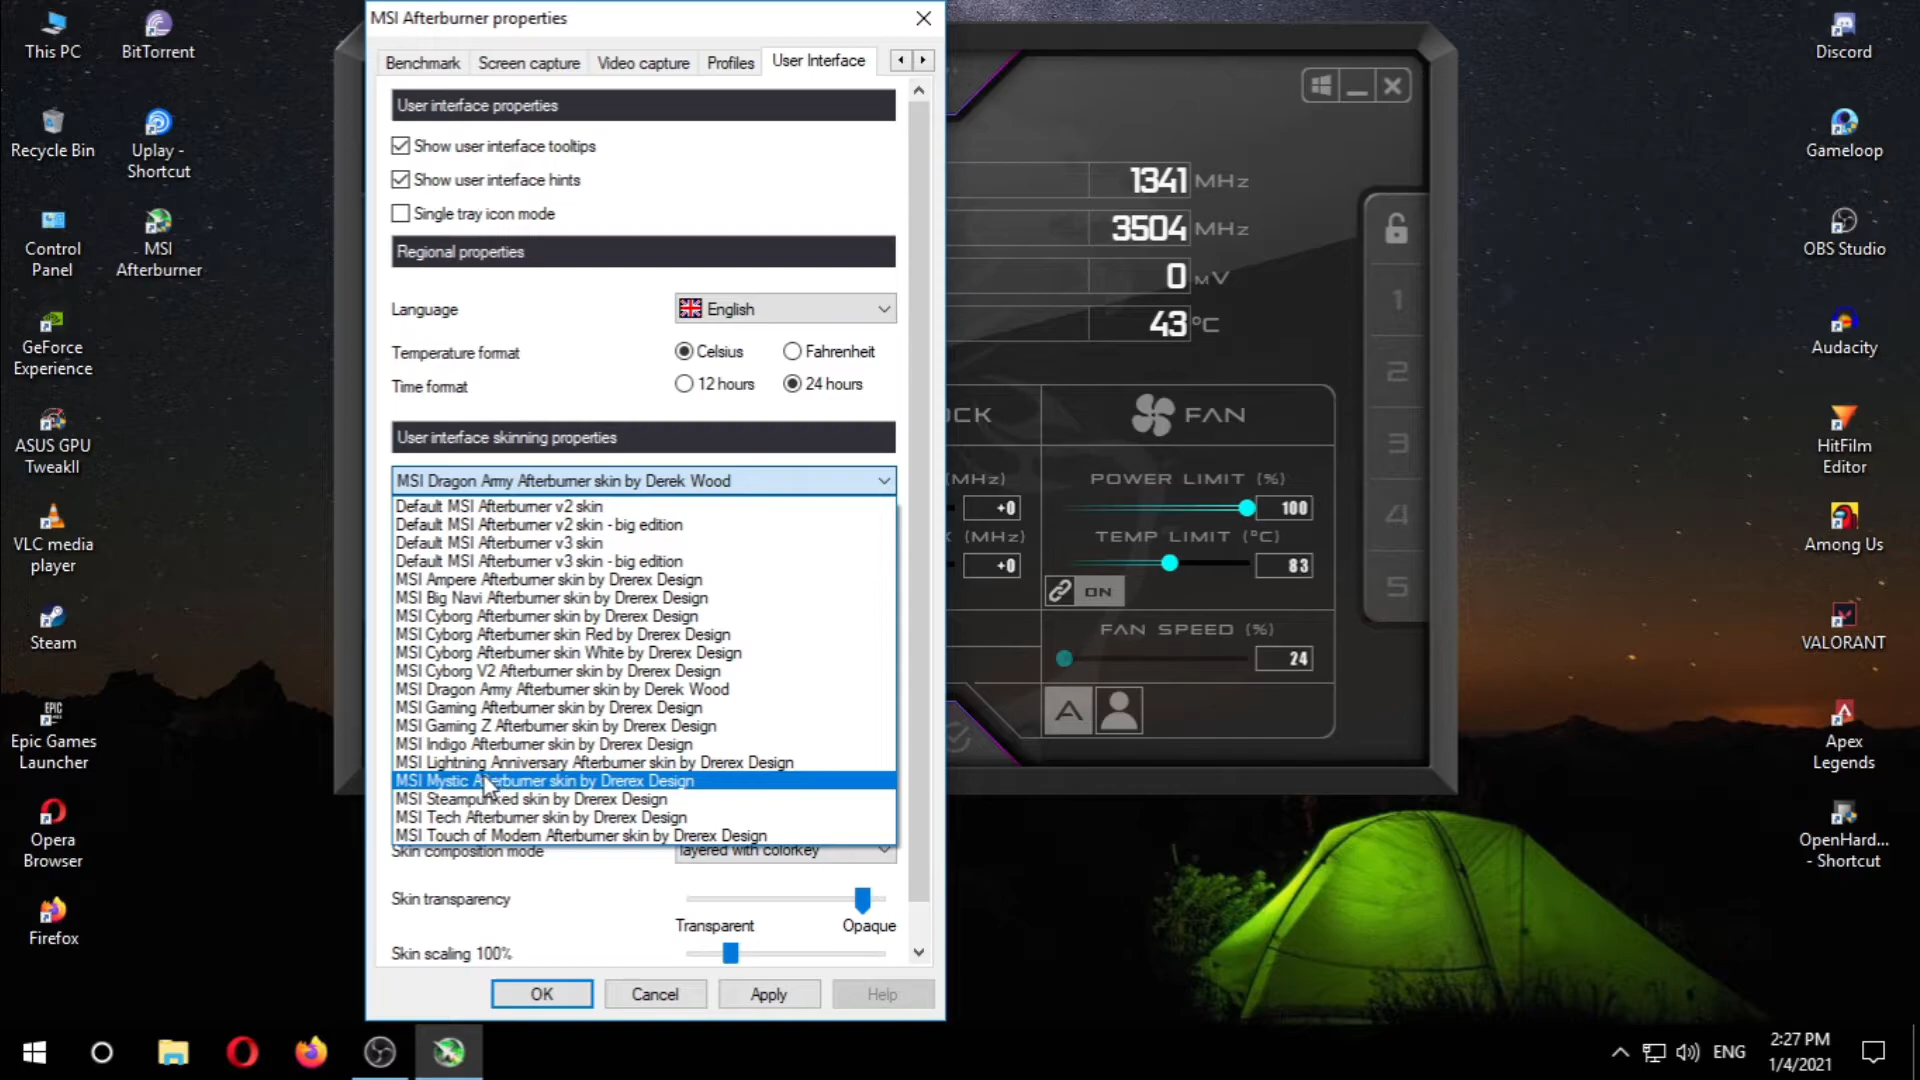 This PC
BitTorrent
Recycle Bin
Uplay -
Shortcut
Control
Panel
MSI
Afterburner
GeForce
Experience
ASUS GPU
TweakII
VLC media
player
Steam
Epic Games
Launcher
Opera
Browser
Firefox
MSI Afterburner properties
Benchmark
Screen capture
Video capture
Profiles
User Interface
User interface properties
Show user interface tooltips
Show user interface hints
Single tray icon mode
Regional properties
Language
English
Temperature format
Celsius
Fahrenheit
Time format
12 hours
24 hours
User interface skinning properties
MSI Dragon Army Afterburner skin by Derek Wood
Default MSI Afterburner v2 skin
Default MSI Afterburner v2 skin - big edition
Default MSI Afterburner v3 skin
Default MSI Afterburner v3 skin - big edition
MSI Ampere Afterburner skin by Drerex Design
MSI Big Navi Afterburner skin by Drerex Design
MSI Cyborg Afterburner skin by Drerex Design
MSI Cyborg Afterburner skin Red by Drerex Design
MSI Cyborg Afterburner skin White by Drerex Design
MSI Cyborg V2 Afterburner skin by Drerex Design
MSI Dragon Army Afterburner skin by Derek Wood
MSI Gaming Afterburner skin by Drerex Design
MSI Gaming Z Afterburner skin by Drerex Design
MSI Indigo Afterburner skin by Drerex Design
MSI Lightning Anniversary Afterburner skin by Drerex Design
MSI Mystic Afterburner skin by Drerex Design
MSI Steampunked skin by Drerex Design
MSI Tech Afterburner skin by Drerex Design
MSI Touch of Modern Afterburner skin by Drerex Design
Skin composition mode
layered with colorkey
Skin transparency
Transparent
Opaque
Skin scaling 100%
OK
Cancel
Apply
Help
1341 MHz
3504 MHz
0 mV
43 °C
OCK
FAN
(MHz)
+0
(MHz)
+0
POWER LIMIT (%)
100
TEMP LIMIT (°C)
83
ON
FAN SPEED (%)
24
A
1
2
3
4
5
Discord
Gameloop
OBS Studio
Audacity
HitFilm
Editor
Among Us
VALORANT
Apex
Legends
OpenHard...
- Shortcut
EPIC
GAMES
ENG
2:27 PM
1/4/2021